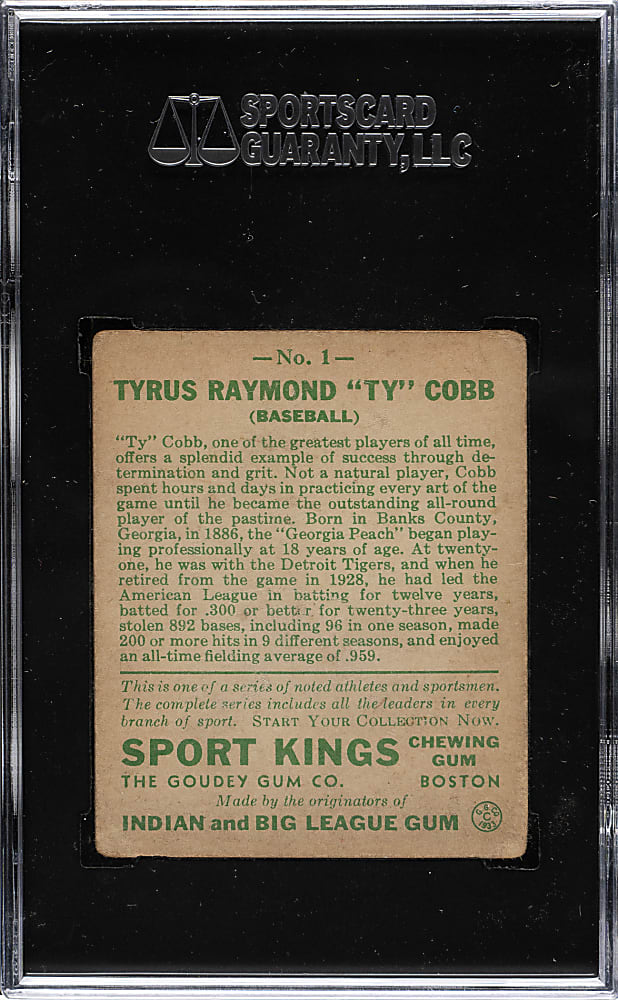 SPORTSCARD
GUARANTY, LLC
—No. 1—
TYRUS RAYMOND "TY" COBB
(BASEBALL)
"Ty" Cobb, one of the greatest players of all time,
offers a splendid example of success through de-
termination and grit. Not a natural player, Cobb
spent hours and days in practicing every art of the
game until he became the outstanding all-round
player of the pastime. Born in Banks County,
Georgia, in 1886, the "Georgia Peach" began play-
ing professionally at 18 years of age. At twenty-
one, he was with the Detroit Tigers, and when he
retired from the game in 1928, he had led the
American League in batting for twelve years,
batted for .300 or better for twenty-three years,
stolen 892 bases, including 96 in one season, made
200 or more hits in 9 different seasons, and enjoyed
an all-time fielding average of .959.
This is one of a series of noted athletes and sportsmen.
The complete series includes all the leaders in every
branch of sport. START YOUR COLLECTION NOW.
SPORT KINGS CHEWING GUM
THE GOUDEY GUM CO. BOSTON
Made by the originators of
INDIAN and BIG LEAGUE GUM